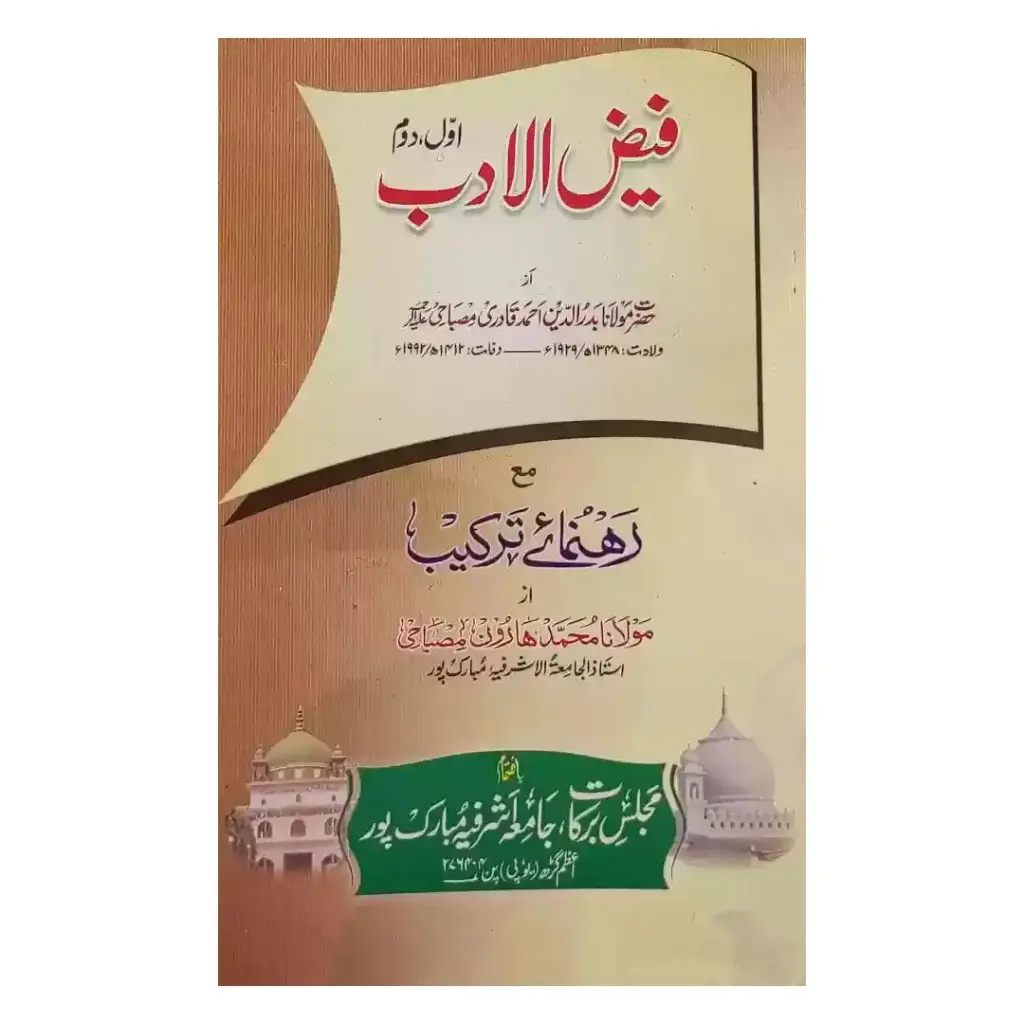 فیض الادب اوّل، دوم
از
حضرت مولانا بدرالدین احمد قادری مصباحی علیہ الرحمہ
ولادت: ۱۳۴۸ھ/۱۹۲۹ء — وفات: ۱۴۱۲ھ/۱۹۹۲ء
مع
رہنمائے ترکیب
از
مولانا محمد ہارون مصباحی
استاذ الجامعۃ الاشرفیہ مبارک پور
باہتمام
مجلس برکات، جامعہ اشرفیہ مبارک پور
اعظم گڑھ (یوپی) پن ۲۷۶۴۰۴